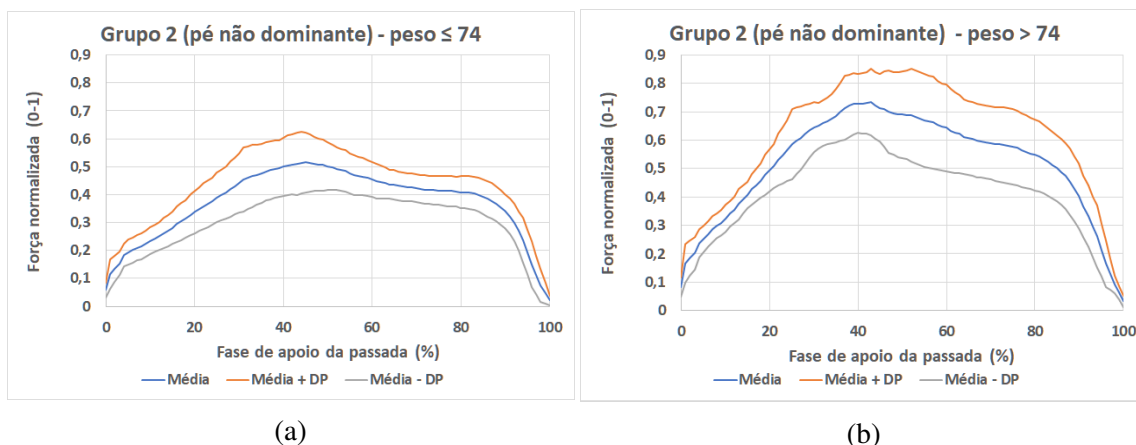 Grupo 2 (pé não dominante) - peso ≤ 74
0,9
0,8
0,7
0,6
0,5
0,4
0,3
0,2
0,1
0
Força normalizada (0-1)
0 20 40 60 80 100
Fase de apoio da passada (%)
Média Média + DP Média - DP
(a)
Grupo 2 (pé não dominante) - peso > 74
0,9
0,8
0,7
0,6
0,5
0,4
0,3
0,2
0,1
0
Força normalizada (0-1)
0 20 40 60 80 100
Fase de apoio da passada (%)
Média Média + DP Média - DP
(b)